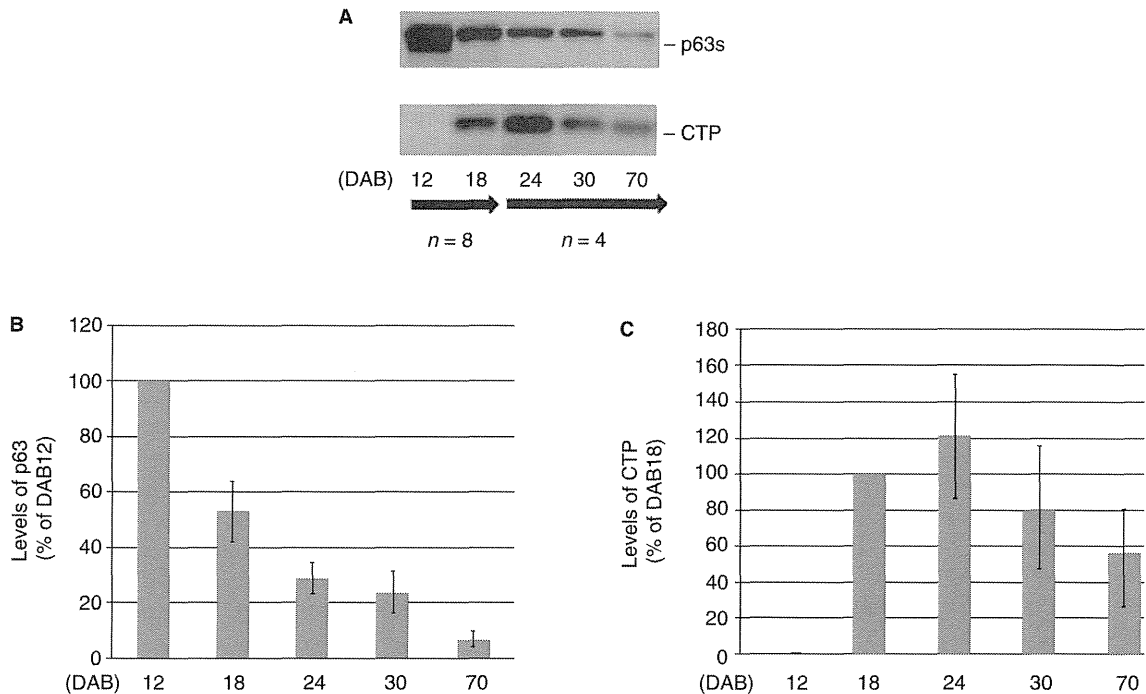 A
– p63s
– CTP
(DAB) 12 18 24 30 70
n = 8 n = 4
B
Levels of p63
(% of DAB12)
120
100
80
60
40
20
0
(DAB) 12 18 24 30 70
C
Levels of CTP
(% of DAB18)
180
160
140
120
100
80
60
40
20
0
(DAB) 12 18 24 30 70